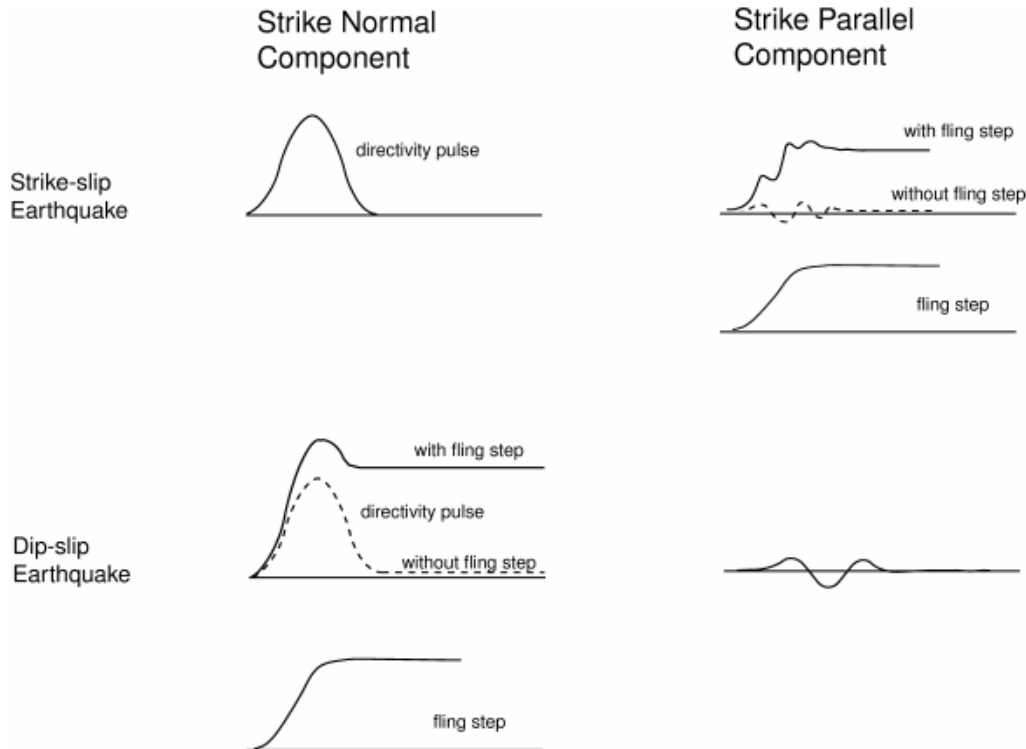 Strike Normal
Component
Strike Parallel
Component
Strike-slip
Earthquake
directivity pulse
with fling step
without fling step
fling step
Dip-slip
Earthquake
with fling step
directivity pulse
without fling step
fling step